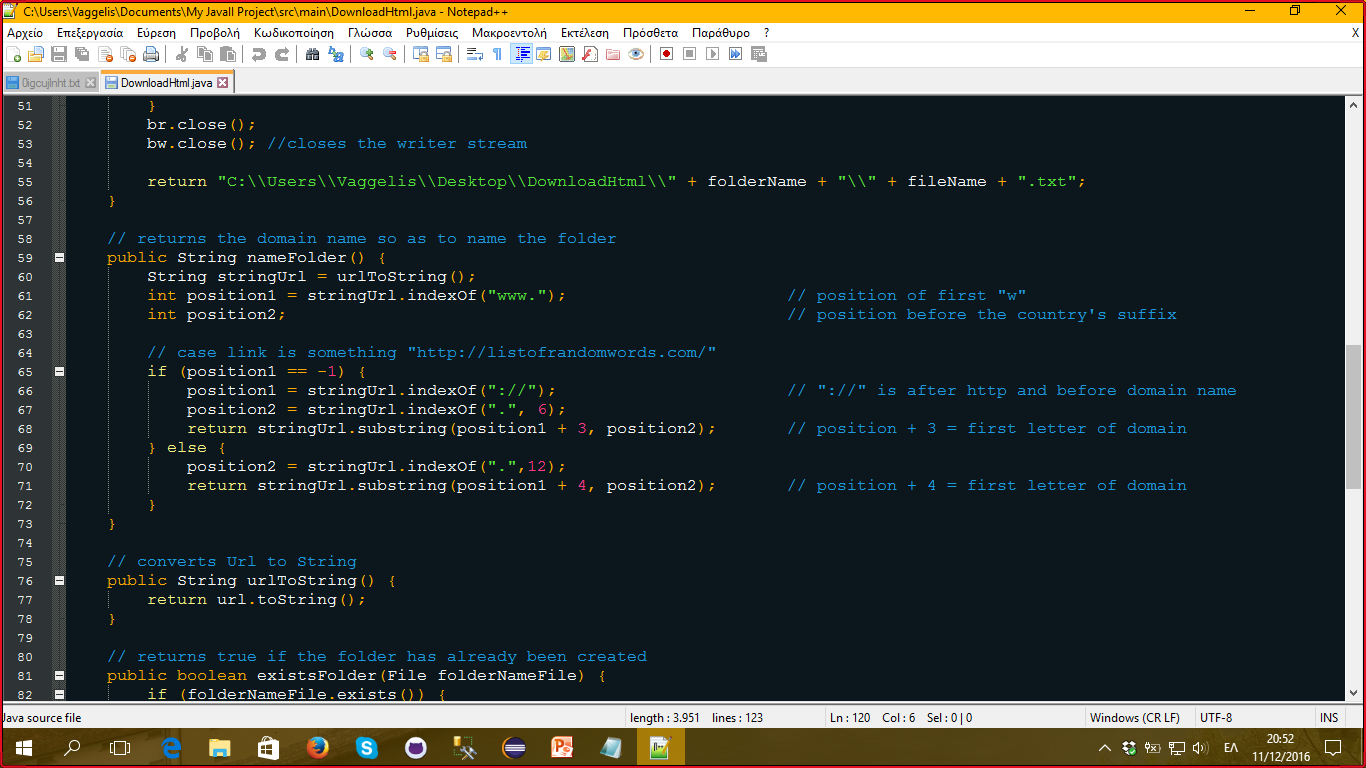 C:\Users\Vaggelis\Documents\My JavaII Project\src\main\DownloadHtml.java - Notepad++
Αρχείο Επεξεργασία Εύρεση Προβολή Κωδικοποίηση Γλώσσα Ρυθμίσεις Μακροεντολή Εκτέλεση Πρόσθετα Παράθυρο ? X
0igcujlnht.txt DownloadHtml.java
51 }
52 br.close();
53 bw.close(); //closes the writer stream
54
55 return "C:\\Users\\Vaggelis\\Desktop\\DownloadHtml\\" + folderName + "\\" + fileName + ".txt";
56 }
57
58 // returns the domain name so as to name the folder
59 public String nameFolder() {
60 String stringUrl = urlToString();
61 int position1 = stringUrl.indexOf("www."); // position of first "w"
62 int position2; // position before the country's suffix
63
64 // case link is something "http://listofrandomwords.com/"
65 if (position1 == -1) {
66 position1 = stringUrl.indexOf("://"); // "://" is after http and before domain name
67 position2 = stringUrl.indexOf(".", 6);
68 return stringUrl.substring(position1 + 3, position2); // position + 3 = first letter of domain
69 } else {
70 position2 = stringUrl.indexOf(".",12);
71 return stringUrl.substring(position1 + 4, position2); // position + 4 = first letter of domain
72 }
73 }
74
75 // converts Url to String
76 public String urlToString() {
77 return url.toString();
78 }
79
80 // returns true if the folder has already been created
81 public boolean existsFolder(File folderNameFile) {
82 if (folderNameFile.exists()) {
Java source file length : 3.951 lines : 123 Ln : 120 Col : 6 Sel : 0 | 0 Windows (CR LF) UTF-8 INS
ΕΛ 20:52
11/12/2016